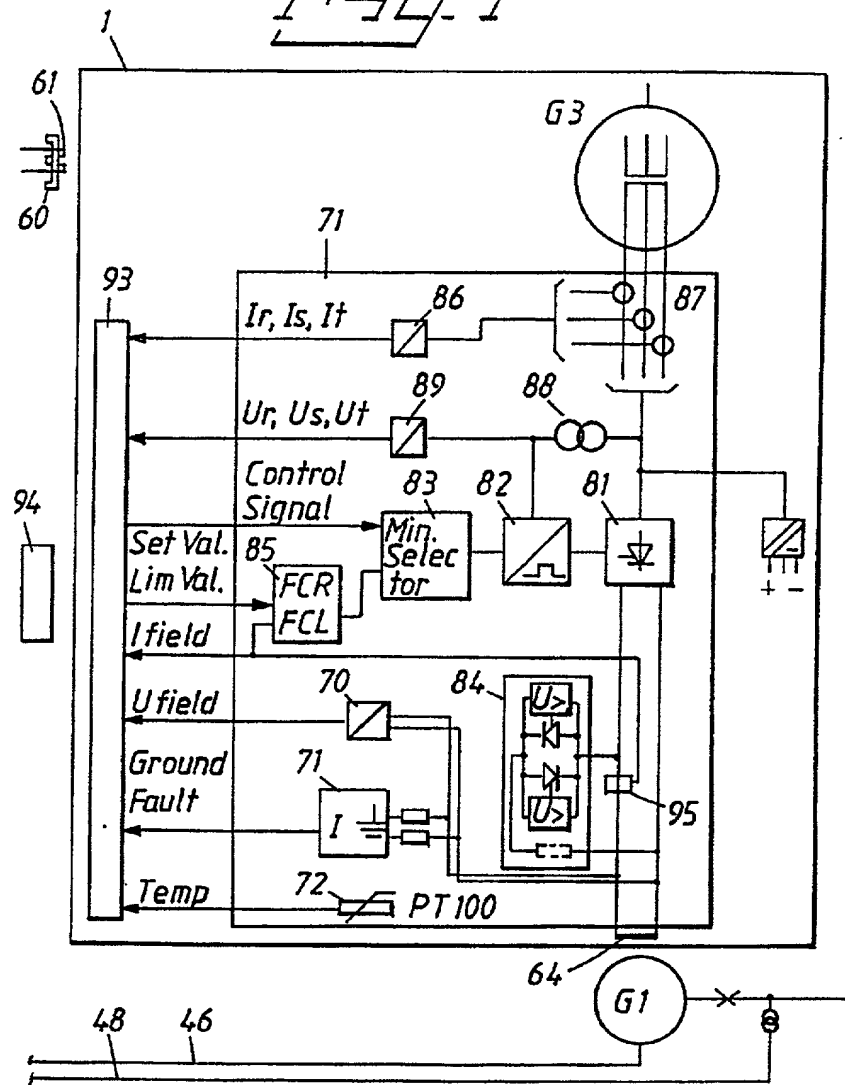 1
61
60
G3
71
93
Ir, Is, It
86
87
Ur, Us, Ut
89
88
Control
Signal
83
Min.
Selec
tor
82
81
94
Set Val.
Lim Val.
85
FCR
FCL
+ -
I field
U field
70
84
U>
U>
Ground
Fault
71
I
95
Temp
72
PT100
64
G1
48
46